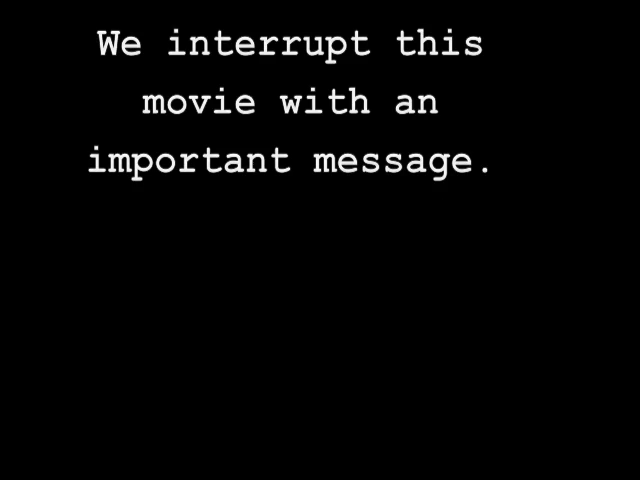 We interrupt this
movie with an
important message.